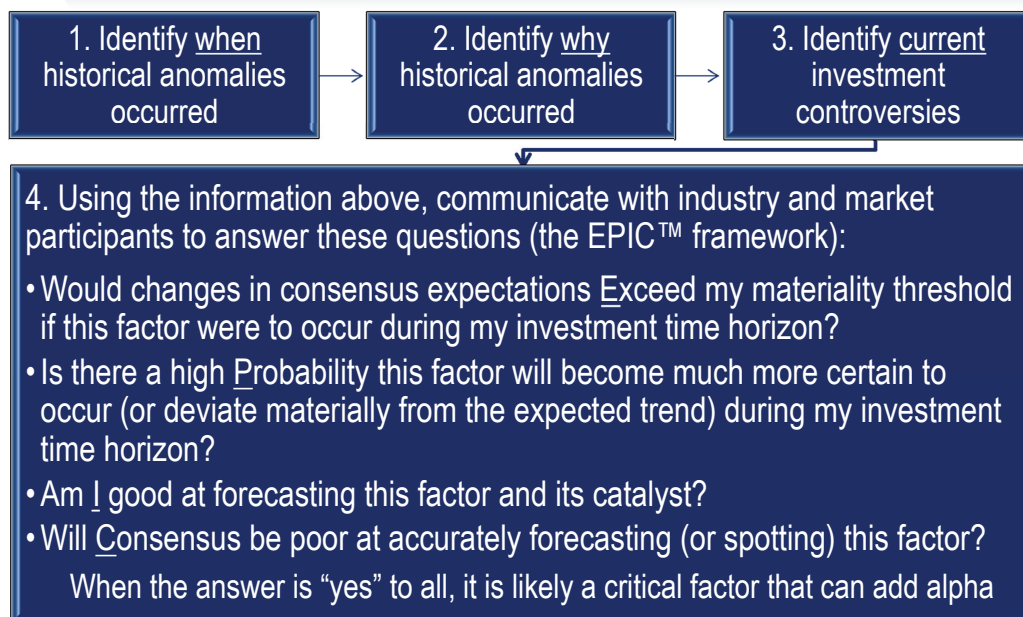 1. Identify when
historical anomalies
occurred
2. Identify why
historical anomalies
occurred
3. Identify current
investment
controversies
4. Using the information above, communicate with industry and market
participants to answer these questions (the EPIC™ framework):
• Would changes in consensus expectations Exceed my materiality threshold
if this factor were to occur during my investment time horizon?
• Is there a high Probability this factor will become much more certain to
occur (or deviate materially from the expected trend) during my investment
time horizon?
• Am I good at forecasting this factor and its catalyst?
• Will Consensus be poor at accurately forecasting (or spotting) this factor?
When the answer is “yes” to all, it is likely a critical factor that can add alpha